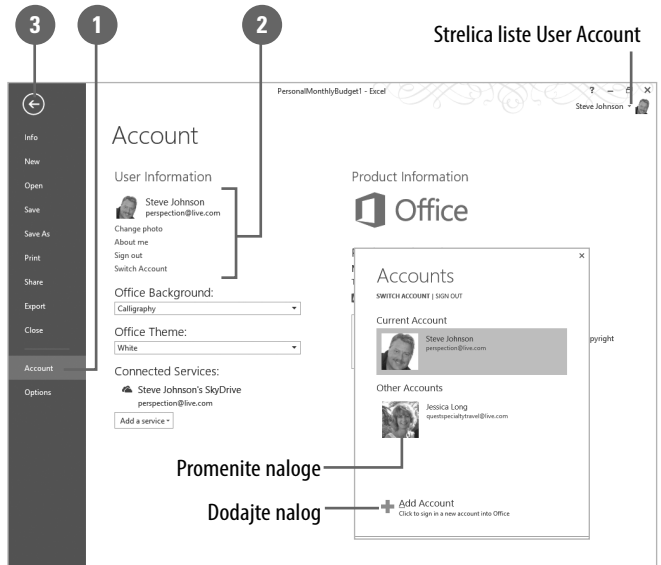 3
1
2
Strelica liste User Account
PersonalMonthlyBudget1 - Excel
?
Steve Johnson
Info
New
Open
Save
Save As
Print
Share
Export
Close
Account
Options
Account
User Information
Steve Johnson
perspection@live.com
Change photo
About me
Sign out
Switch Account
Office Background:
Calligraphy
Office Theme:
White
Connected Services:
Steve Johnson's SkyDrive
perspection@live.com
Add a service
Product Information
Office
pyright
Accounts
SWITCH ACCOUNT | SIGN OUT
Current Account
Steve Johnson
perspection@live.com
Other Accounts
Jessica Long
questspecialtytravel@live.com
Add Account
Click to sign in a new account into Office
Promenite naloge
Dodajte nalog